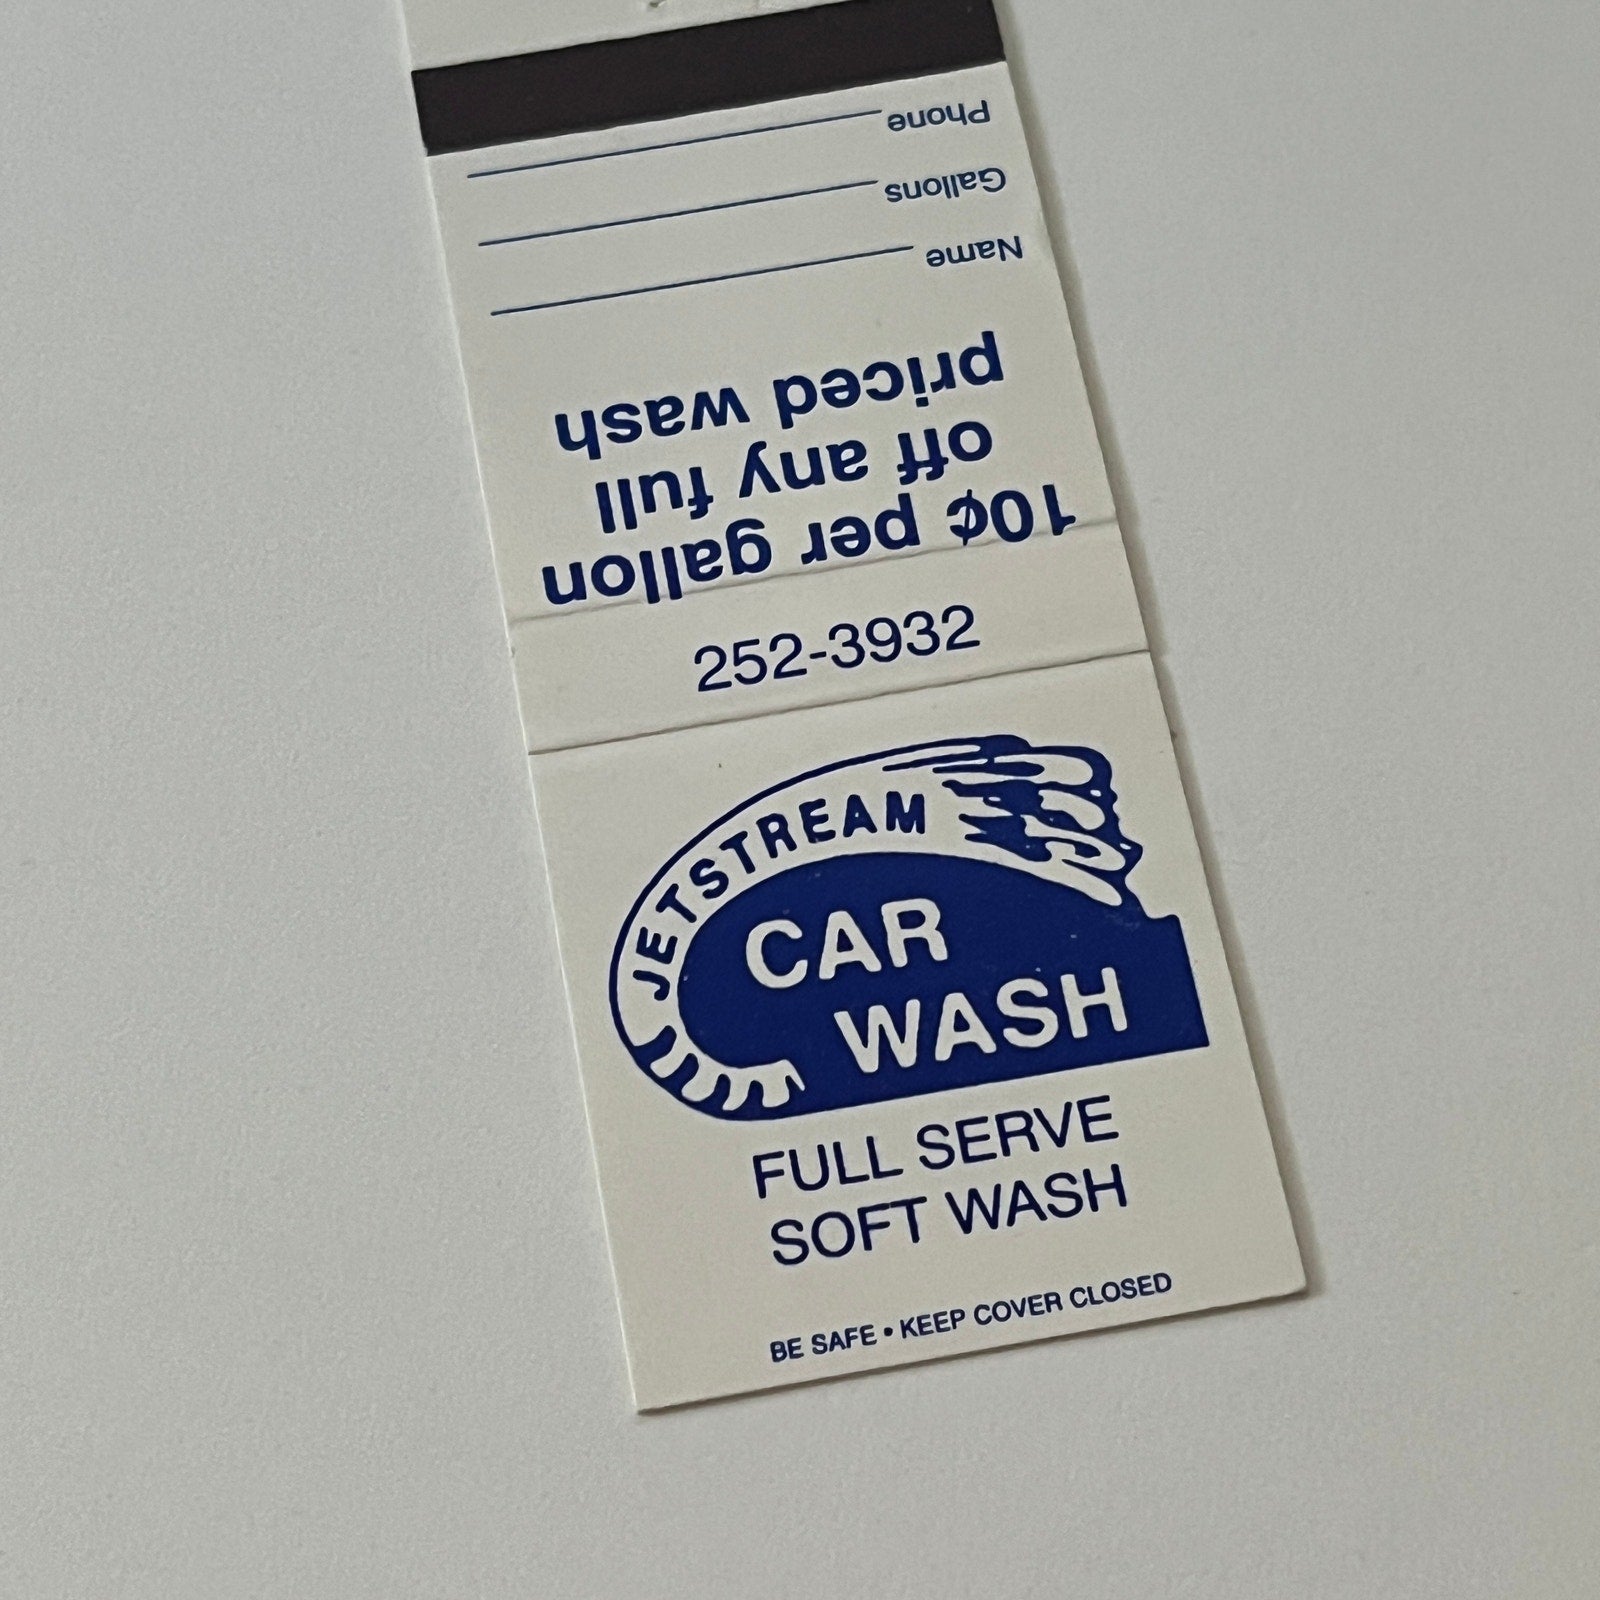 252-3932
JETSTREAM
CAR
WASH
FULL SERVE
SOFT WASH
BE SAFE • KEEP COVER CLOSED
10¢ per gallon
off any full
priced wash
Name
Gallons
Phone